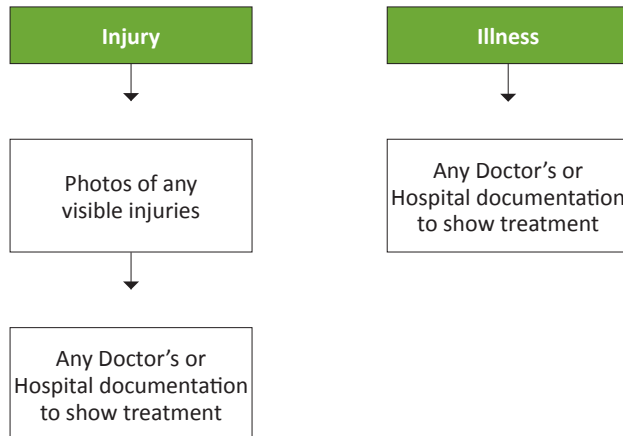 Injury
Photos of any
visible injuries
Any Doctor’s or
Hospital documentation
to show treatment
Illness
Any Doctor’s or
Hospital documentation
to show treatment